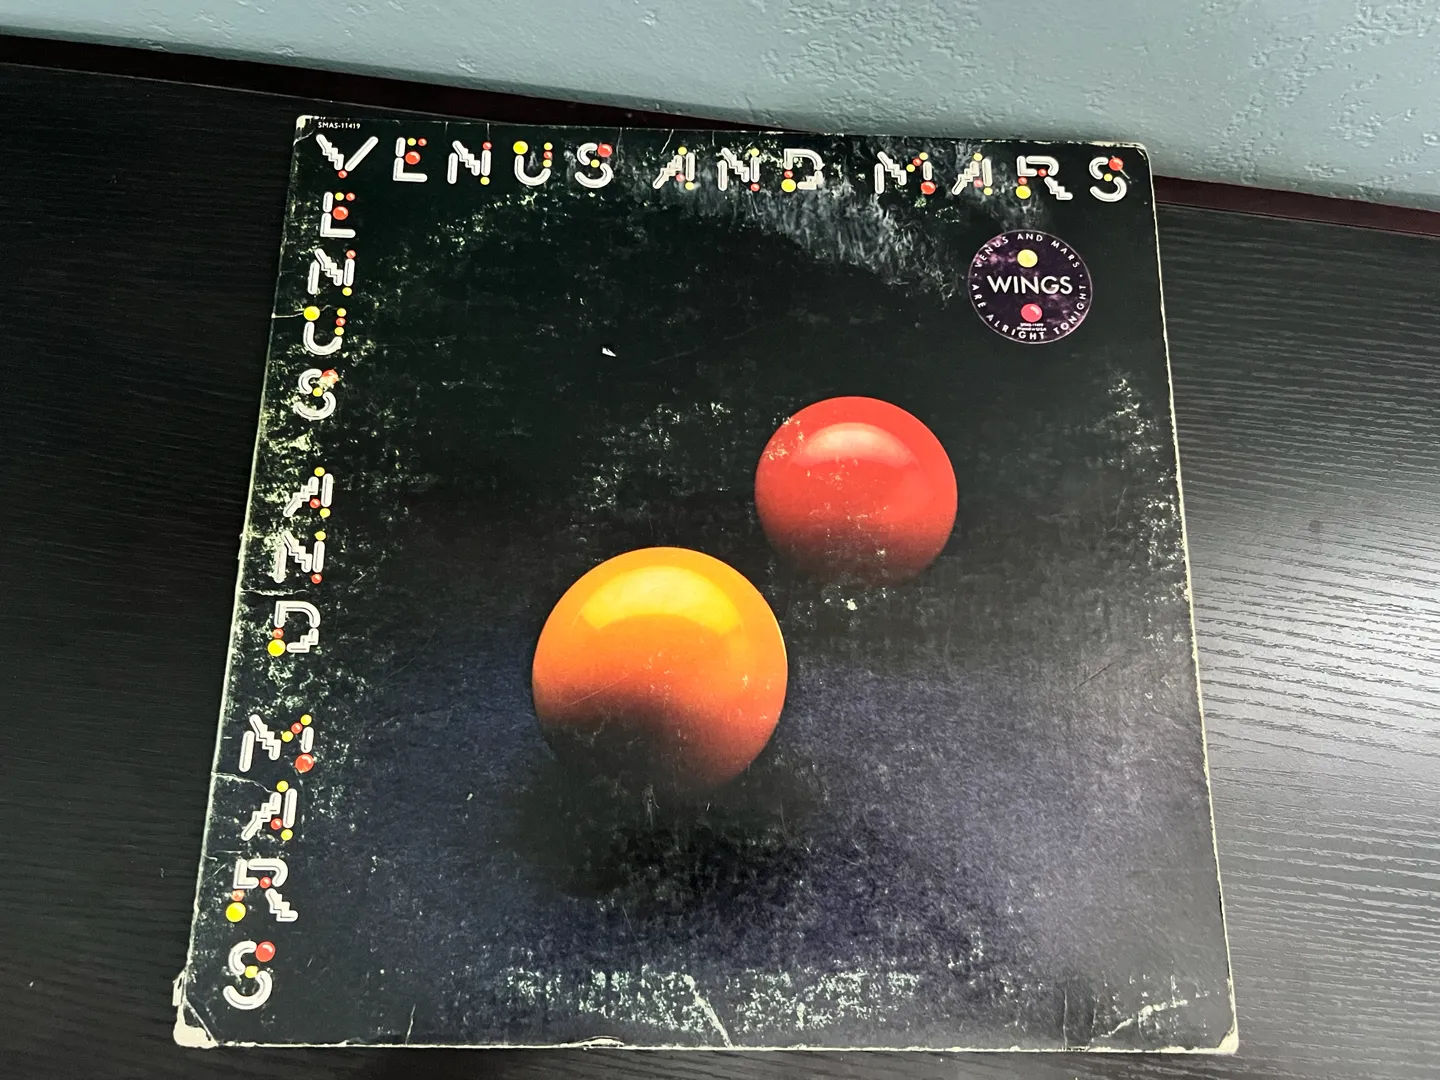 SMAS-11419
VENUS AND MARS
VENUS AND MARS
VENUS AND MARS
WINGS
ARE ALRIGHT TONIGHT